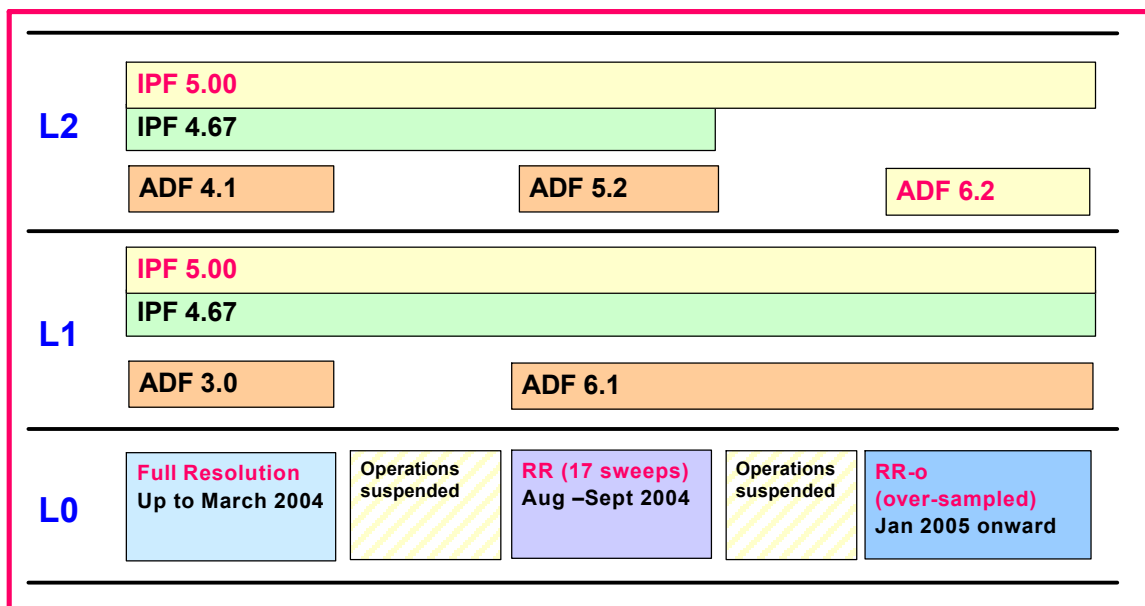 L2
IPF 5.00
IPF 4.67
ADF 4.1
ADF 5.2
ADF 6.2
L1
IPF 5.00
IPF 4.67
ADF 3.0
ADF 6.1
L0
Full Resolution
Up to March 2004
Operations
suspended
RR (17 sweeps)
Aug –Sept 2004
Operations
suspended
RR-o
(over-sampled)
Jan 2005 onward